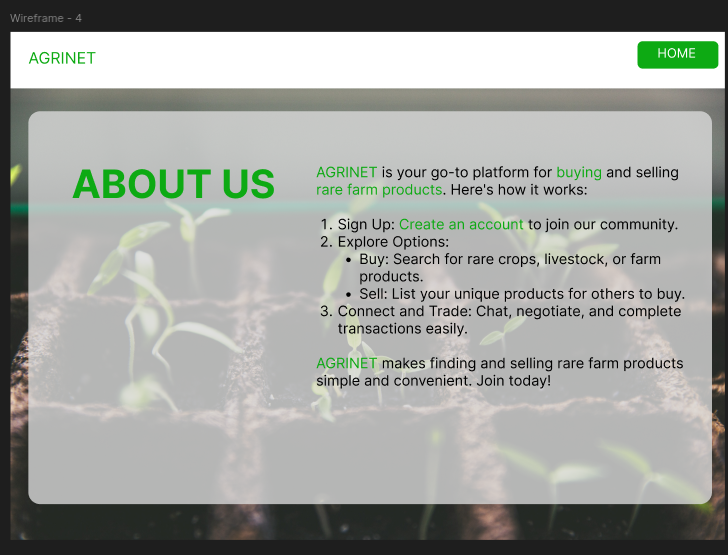 Wireframe - 4
AGRINET
HOME
ABOUT US
AGRINET is your go-to platform for buying and selling
rare farm products. Here's how it works:
1. Sign Up: Create an account to join our community.
2. Explore Options:
• Buy: Search for rare crops, livestock, or farm
products.
• Sell: List your unique products for others to buy.
3. Connect and Trade: Chat, negotiate, and complete
transactions easily.
AGRINET makes finding and selling rare farm products
simple and convenient. Join today!